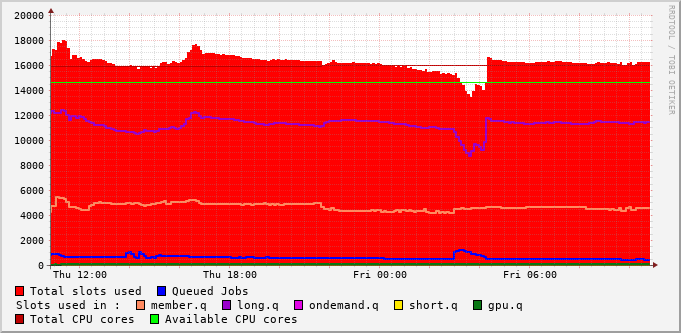 20000
18000
16000
14000
12000
10000
8000
6000
4000
2000
0
Thu 12:00 Thu 18:00 Fri 00:00 Fri 06:00
RRDTOOL / TOBI OETIKER
Total slots used Queued Jobs
Slots used in : member.q long.q ondemand.q short.q gpu.q
Total CPU cores Available CPU cores